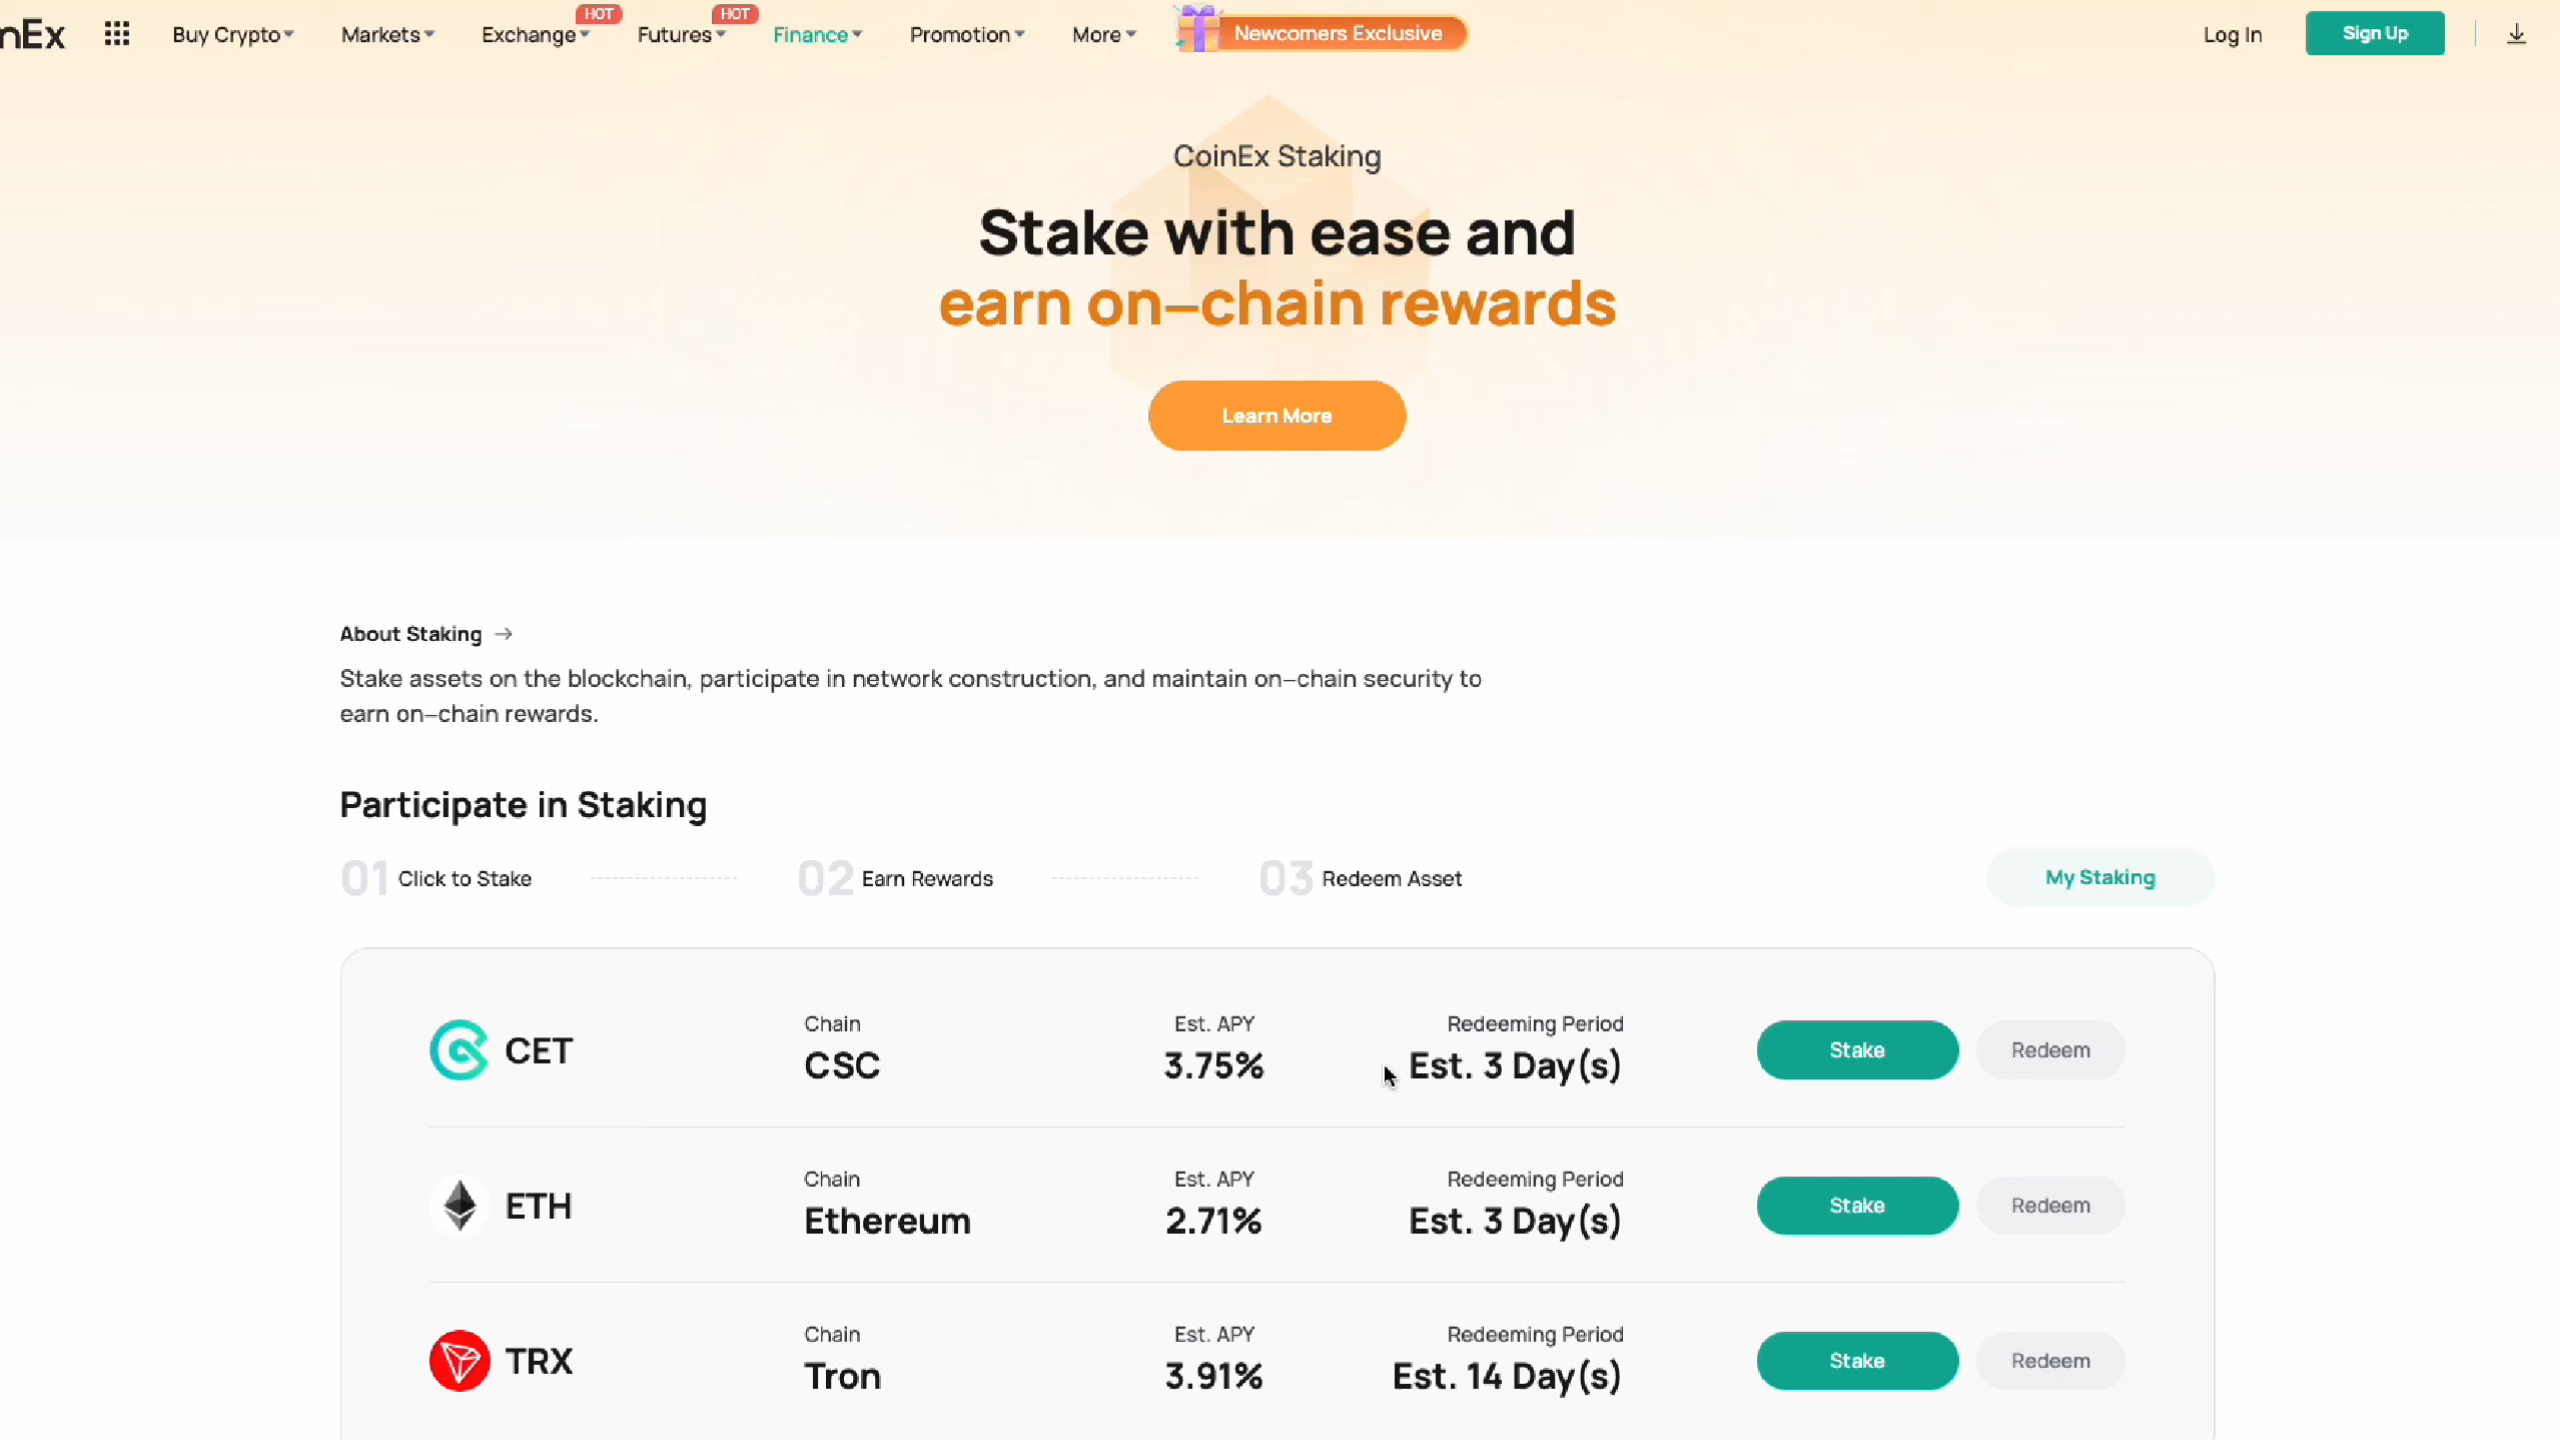 nEx
Buy Crypto
Markets
Exchange
HOT
Futures
HOT
Finance
Promotion
More
Newcomers Exclusive
Log In
Sign Up
CoinEx Staking
Stake with ease and
earn on–chain rewards
Learn More
About Staking →
Stake assets on the blockchain, participate in network construction, and maintain on–chain security to
earn on–chain rewards.
Participate in Staking
01 Click to Stake
02 Earn Rewards
03 Redeem Asset
My Staking
CET
Chain
CSC
Est. APY
3.75%
Redeeming Period
Est. 3 Day(s)
Stake
Redeem
ETH
Chain
Ethereum
Est. APY
2.71%
Redeeming Period
Est. 3 Day(s)
Stake
Redeem
TRX
Chain
Tron
Est. APY
3.91%
Redeeming Period
Est. 14 Day(s)
Stake
Redeem